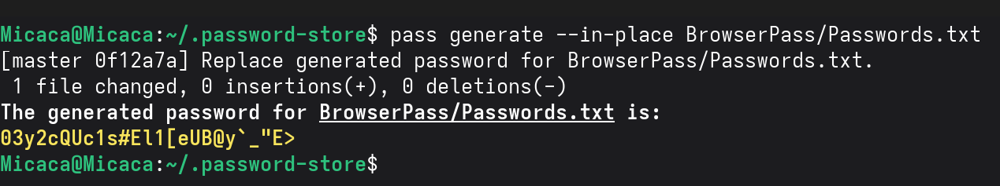 Micaca@Micaca:~/.password-store$ pass generate --in-place BrowserPass/Passwords.txt
[master 0f12a7a] Replace generated password for BrowserPass/Passwords.txt.
 1 file changed, 0 insertions(+), 0 deletions(-)
The generated password for BrowserPass/Passwords.txt is:
03y2cQUc1s#El1[eUB@y`_"E>
Micaca@Micaca:~/.password-store$